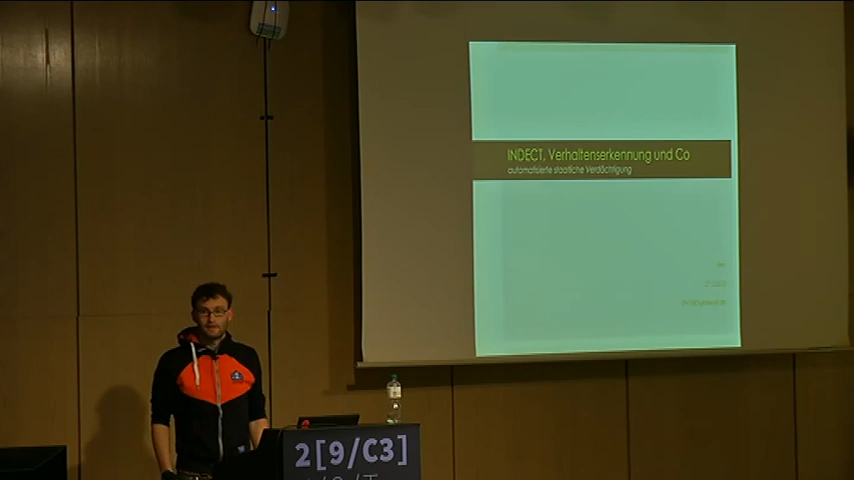 INDECT, Verhaltenserkennung und Co
automatisierte staatliche Verdächtigung
2[9/C3]